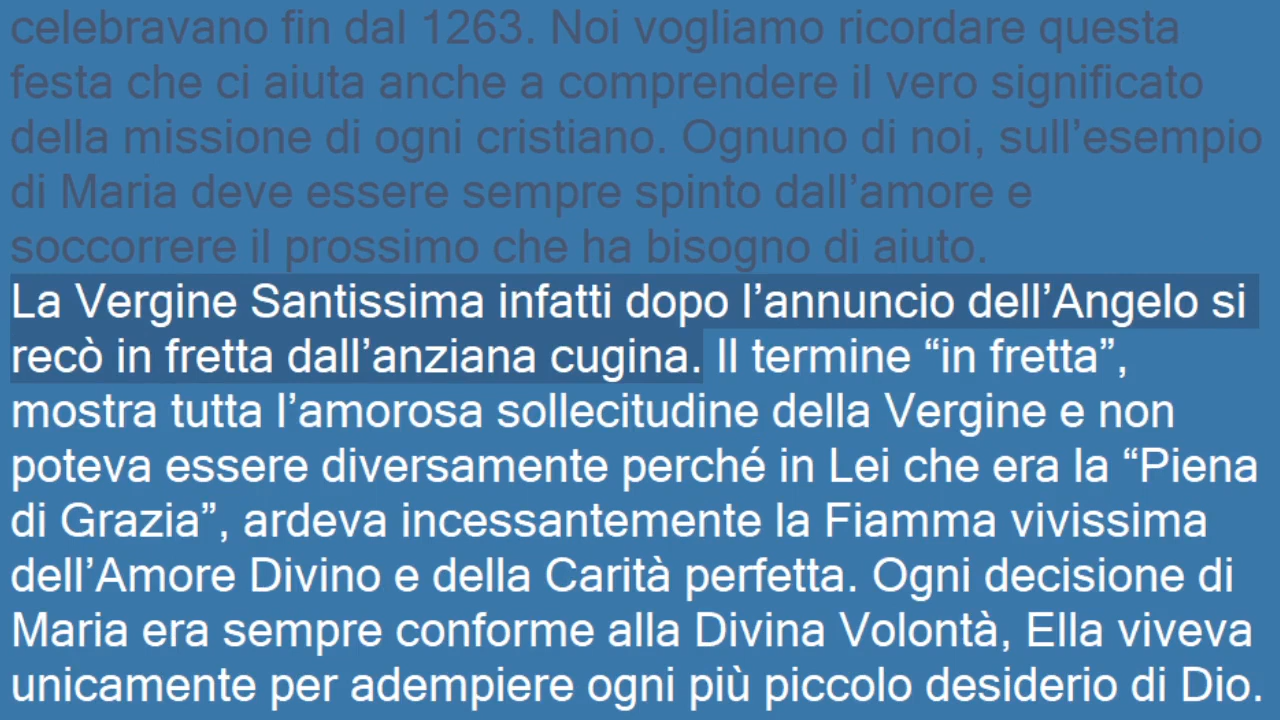 celebravano fin dal 1263. Noi vogliamo ricordare questa
festa che ci aiuta anche a comprendere il vero significato
della missione di ogni cristiano. Ognuno di noi, sull’esempio
di Maria deve essere sempre spinto dall’amore e
soccorrere il prossimo che ha bisogno di aiuto.
La Vergine Santissima infatti dopo l’annuncio dell’Angelo si
recò in fretta dall’anziana cugina. Il termine “in fretta”,
mostra tutta l’amorosa sollecitudine della Vergine e non
poteva essere diversamente perché in Lei che era la “Piena
di Grazia”, ardeva incessantemente la Fiamma vivissima
dell’Amore Divino e della Carità perfetta. Ogni decisione di
Maria era sempre conforme alla Divina Volontà, Ella viveva
unicamente per adempiere ogni più piccolo desiderio di Dio.